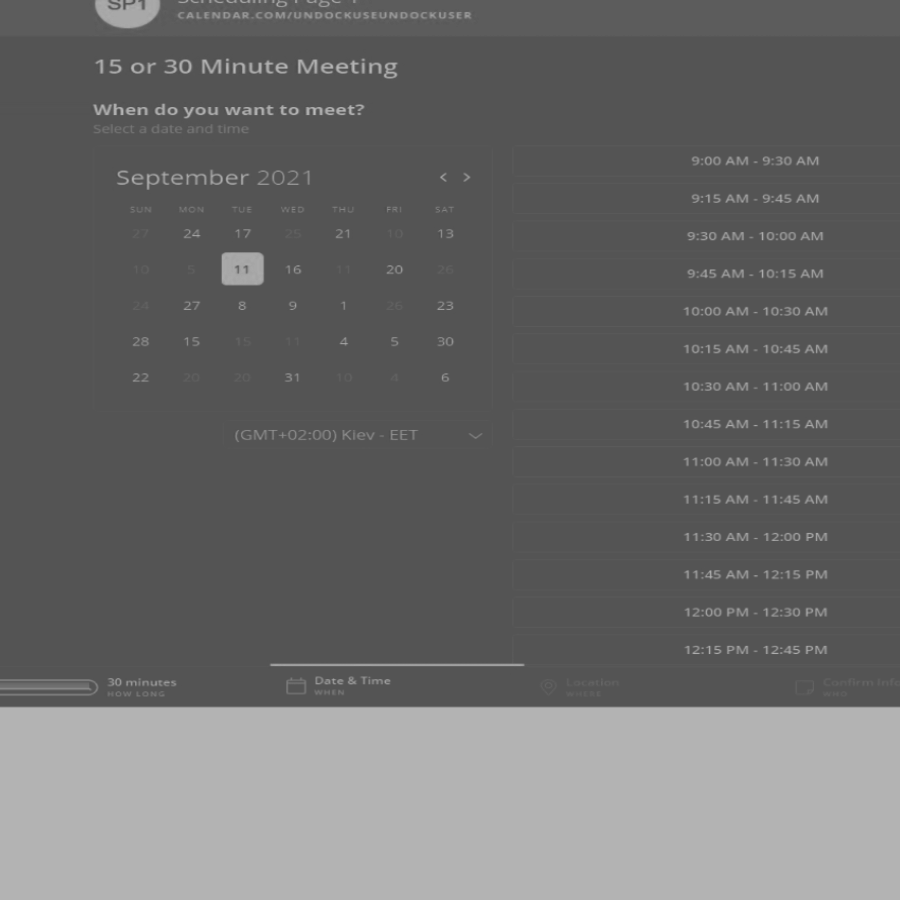 SP1
Scheduling Page 1
CALENDAR.COM/UNDOCKUSEUNDOCKUSER
15 or 30 Minute Meeting
When do you want to meet?
Select a date and time
September 2021 < >
SUN MON TUE WED THU FRI SAT
27 24 17 25 21 10 13
10 5 11 16 11 20 26
24 27 8 9 1 26 23
28 15 15 11 4 5 30
22 20 20 31 10 4 6
(GMT+02:00) Kiev - EET
9:00 AM - 9:30 AM
9:15 AM - 9:45 AM
9:30 AM - 10:00 AM
9:45 AM - 10:15 AM
10:00 AM - 10:30 AM
10:15 AM - 10:45 AM
10:30 AM - 11:00 AM
10:45 AM - 11:15 AM
11:00 AM - 11:30 AM
11:15 AM - 11:45 AM
11:30 AM - 12:00 PM
11:45 AM - 12:15 PM
12:00 PM - 12:30 PM
12:15 PM - 12:45 PM
30 minutes
HOW LONG
Date & Time
WHEN
Location
WHERE
Confirm info
WHO